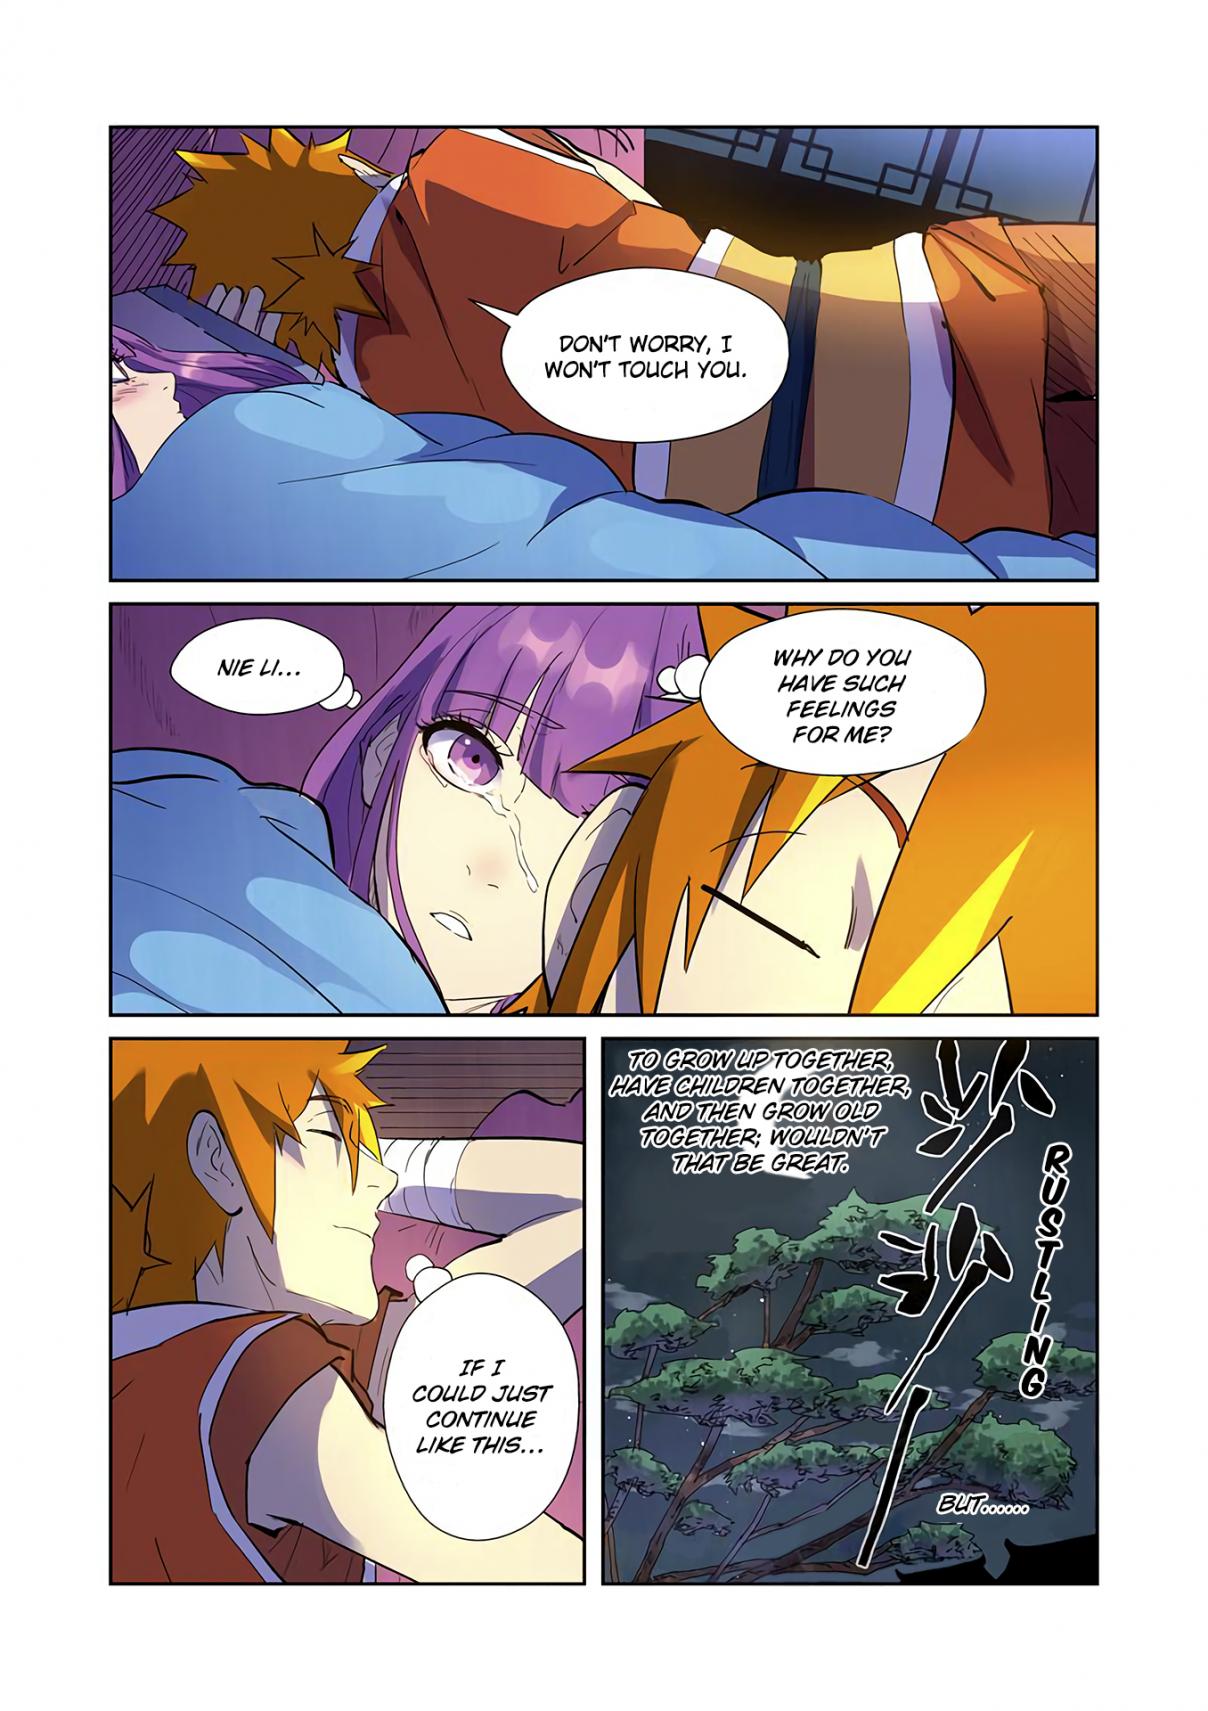 DON'T WORRY, I
WON'T TOUCH YOU.
NIE LI...
WHY DO YOU
HAVE SUCH
FEELINGS
FOR ME?
IF I
COULD JUST
CONTINUE
LIKE THIS...
TO GROW UP TOGETHER,
HAVE CHILDREN TOGETHER,
AND THEN GROW OLD
TOGETHER; WOULDN'T
THAT BE GREAT.
沙
沙
RUSTLING
BUT......